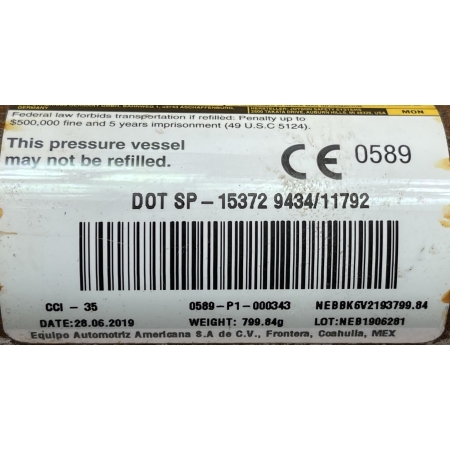 GERMANY
MON
Federal law forbids transportation if refilled: Penalty up to
$500,000 fine and 5 years imprisonment (49 U.S.C 5124).
This pressure vessel
may not be refilled.
CE 0589
DOT SP - 15372 9434/11792
CCI - 35 0589-P1-000343 NEBBK6V2193799.84
DATE:28.06.2019 WEIGHT: 799.84g LOT:NEB1906281
Equipo Automotriz Americana S.A de C.V., Frontera, Coahuila, MEX